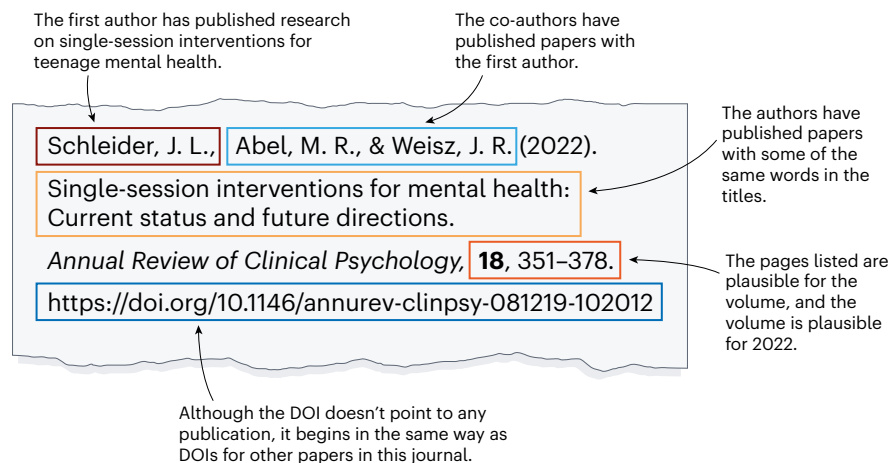 The first author has published research
on single-session interventions for
teenage mental health.
The co-authors have
published papers with
the first author.
Schleider, J. L., Abel, M. R., & Weisz, J. R. (2022).
Single-session interventions for mental health:
Current status and future directions.
Annual Review of Clinical Psychology, 18, 351–378.
https://doi.org/10.1146/annurev-clinpsy-081219-102012
The authors have
published papers
with some of the
same words in the
titles.
The pages listed are
plausible for the
volume, and the
volume is plausible
for 2022.
Although the DOI doesn’t point to any
publication, it begins in the same way as
DOIs for other papers in this journal.